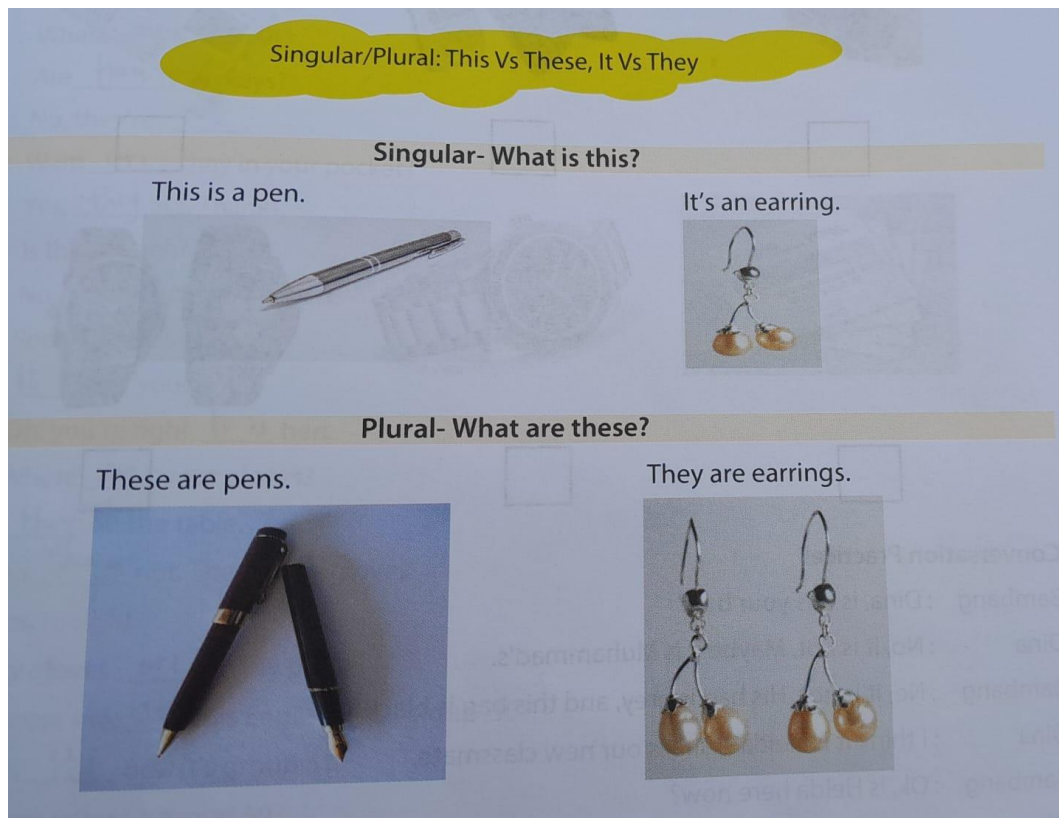 Singular/Plural: This Vs These, It Vs They
Singular- What is this?
This is a pen.
It's an earring.
Plural- What are these?
These are pens.
They are earrings.